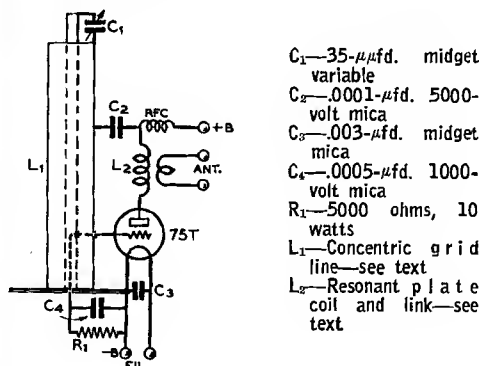 C₁
C₂
RFC
+B
L₁
L₂
ANT.
75T
C₃
C₄
R₁
-B
FIL
C₁—35-μμfd. midget
variable
C₂—.0001-μfd. 5000-
volt mica
C₃—.003-μfd. midget
mica
C₄—.0005-μfd. 1000-
volt mica
R₁—5000 ohms, 10
watts
L₁—Concentric grid
line—see text
L₂—Resonant plate
coil and link—see
text